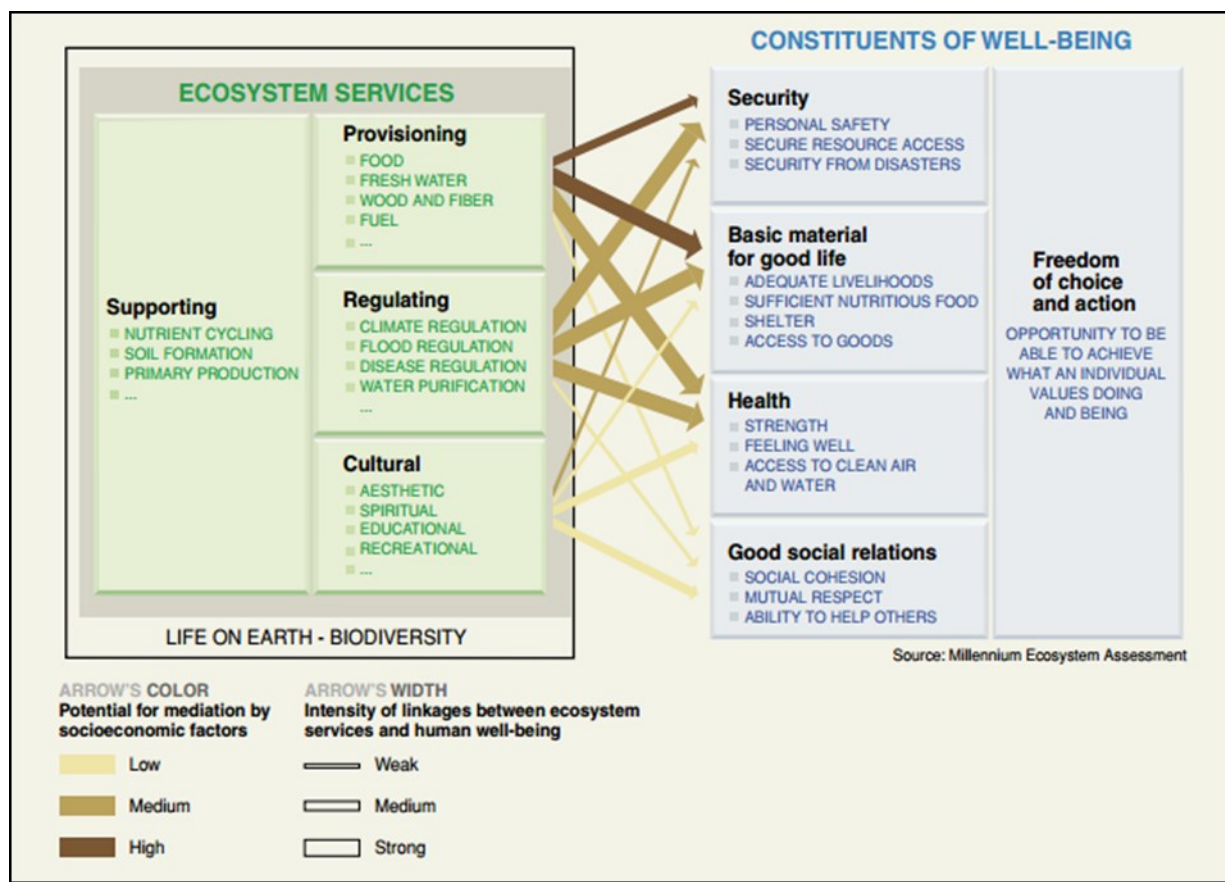 CONSTITUENTS OF WELL-BEING
ECOSYSTEM SERVICES
Supporting
NUTRIENT CYCLING
SOIL FORMATION
PRIMARY PRODUCTION
...
Provisioning
FOOD
FRESH WATER
WOOD AND FIBER
FUEL
...
Regulating
CLIMATE REGULATION
FLOOD REGULATION
DISEASE REGULATION
WATER PURIFICATION
...
Cultural
AESTHETIC
SPIRITUAL
EDUCATIONAL
RECREATIONAL
...
LIFE ON EARTH - BIODIVERSITY
Security
PERSONAL SAFETY
SECURE RESOURCE ACCESS
SECURITY FROM DISASTERS
Basic material
for good life
ADEQUATE LIVELIHOODS
SUFFICIENT NUTRITIOUS FOOD
SHELTER
ACCESS TO GOODS
Health
STRENGTH
FEELING WELL
ACCESS TO CLEAN AIR
AND WATER
Good social relations
SOCIAL COHESION
MUTUAL RESPECT
ABILITY TO HELP OTHERS
Freedom
of choice
and action
OPPORTUNITY TO BE
ABLE TO ACHIEVE
WHAT AN INDIVIDUAL
VALUES DOING
AND BEING
Source: Millennium Ecosystem Assessment
ARROW'S COLOR
Potential for mediation by
socioeconomic factors
Low
Medium
High
ARROW'S WIDTH
Intensity of linkages between ecosystem
services and human well-being
Weak
Medium
Strong